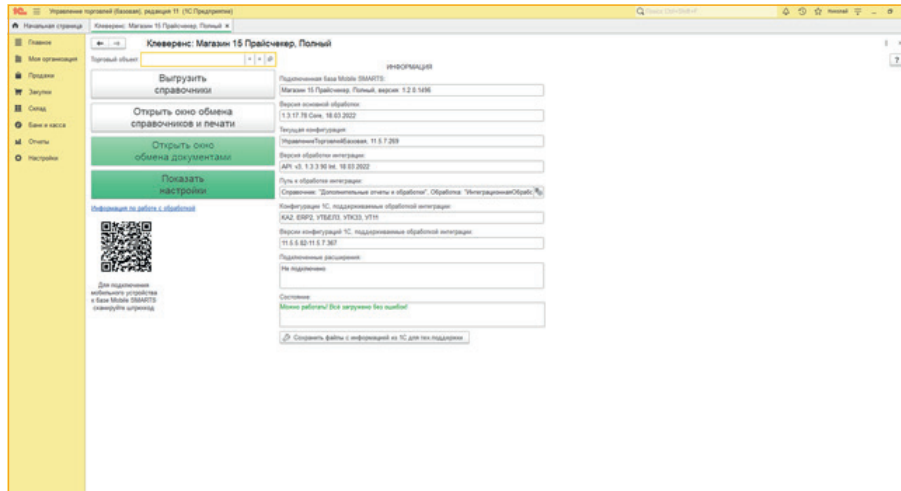 1С Управление торговлей (базовая), редакция 11 (1С:Предприятие)
Поиск Ctrl+Shift+F
Николай
Начальная страница
Клеверенс: Магазин 15 Прайсчекер, Полный ×
Главное
Моя организация
Продажи
Закупки
Склад
Банк и касса
Отчеты
Настройки
Клеверенс: Магазин 15 Прайсчекер, Полный
Торговый объект:
?
Выгрузить
справочники
Открыть окно обмена
справочников и печати
Открыть окно
обмена документами
Показать
настройки
Информация по работе с обработкой
Для подключения
мобильного устройства
к базе Mobile SMARTS
сканируйте штрихкод
ИНФОРМАЦИЯ
Подключенная база Mobile SMARTS:
Магазин 15 Прайсчекер, Полный, версия: 1.2.0.1496
Версия основной обработки:
1.3.17.78 Core, 18.03.2022
Текущая конфигурация:
УправлениеТорговлейБазовая, 11.5.7.269
Версия обработки интеграции:
API: v3, 1.3.3.90 Int, 18.03.2022
Путь к обработке интеграции:
Справочник: "Дополнительные отчеты и обработки", Обработка: "ИнтеграционнаяОбрабо
Конфигурации 1С, поддерживаемые обработкой интеграции:
КА2, ERP2, УТБЕЛ3, УТК33, УТ11
Версии конфигураций 1С, поддерживаемые обработкой интеграции:
11.5.5.82-11.5.7.367
Подключенные расширения:
Не подключено
Состояние:
Можно работать! Всё загружено без ошибок!
Сохранить файлы с информацией из 1С для тех.поддержки